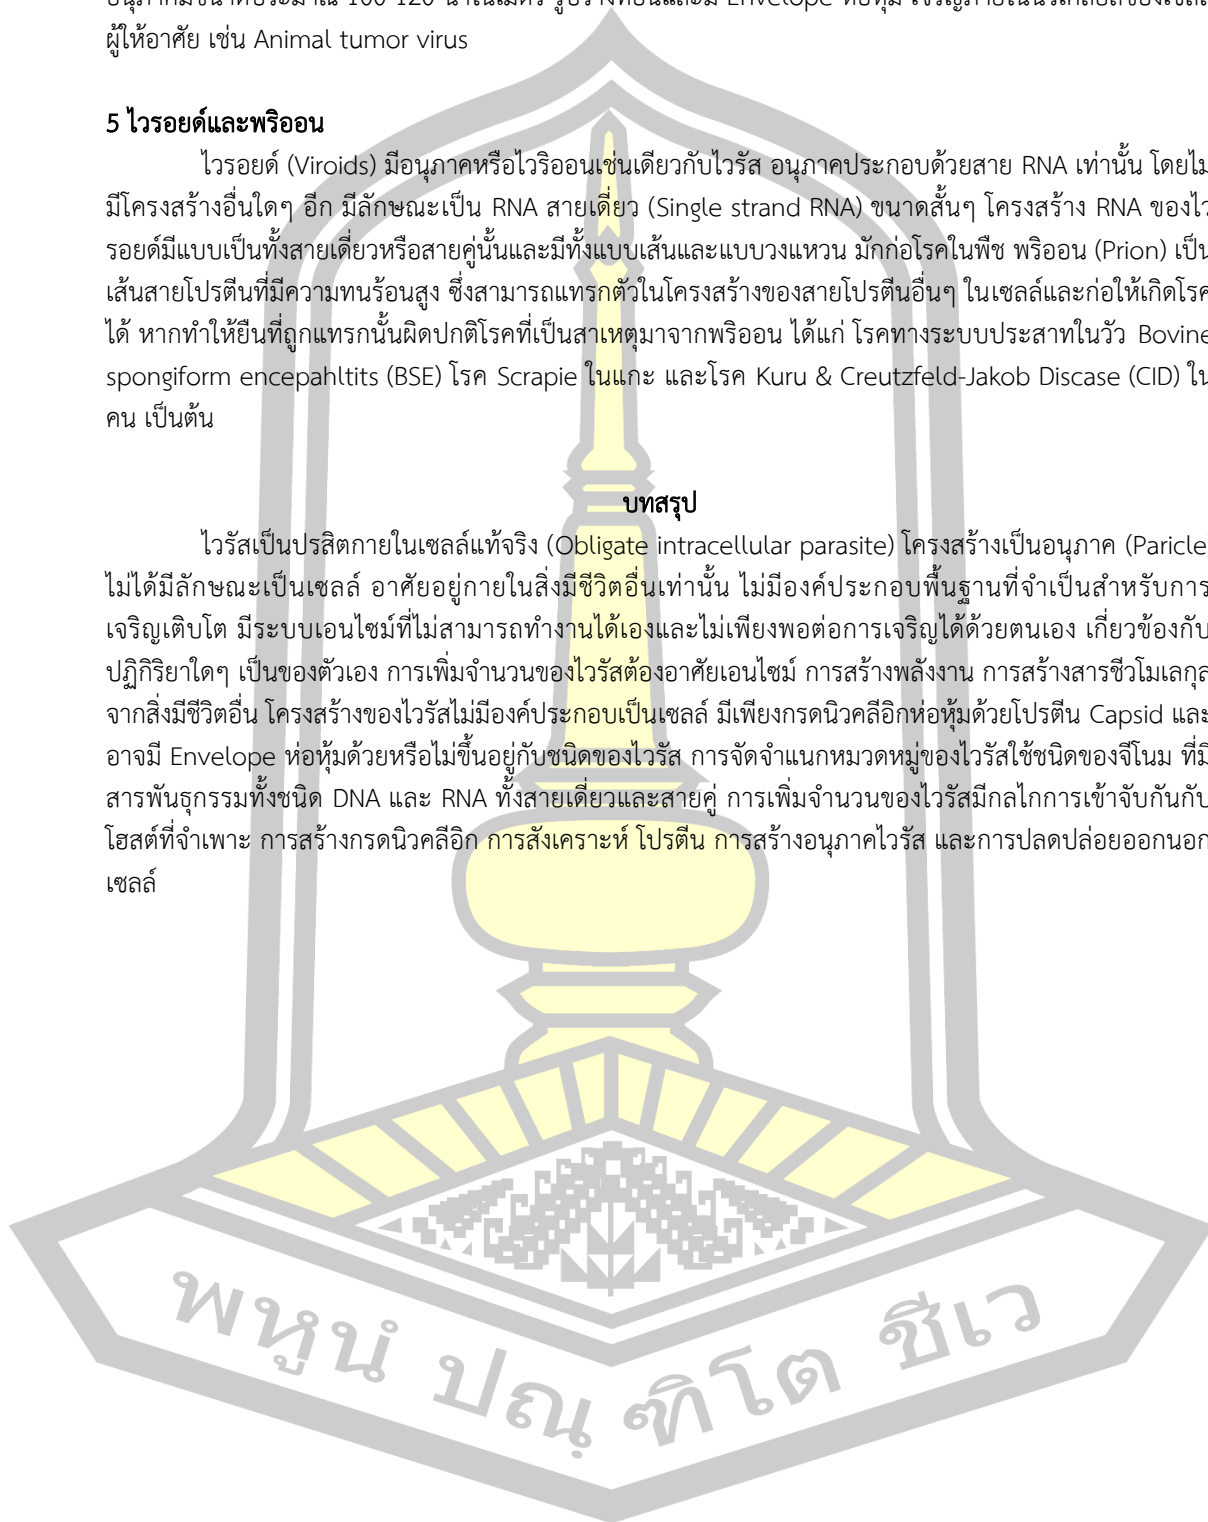 อนุภาคมีขนาดประมาณ 100-120 นาโนเมตร รูปร่างทึบและมี Envelope
ผู้ให้อาศัย เช่น Animal tumor virus
5 ไวรอยด์และพริออน
ไวรอยด์ (Viroids) มีอนุภาคหรือไวริออนเช่นเดียวกับไวรัส อนุภาคประกอบด้วยสาย RNA เท่านั้น โดยไม่
มีโครงสร้างอื่นใดๆ อีก มีลักษณะเป็น RNA สายเดี่ยว (Single strand RNA) ขนาดสั้นๆ โครงสร้าง RNA ของไว
รอยด์มีแบบเป็นทั้งสายเดี่ยวหรือสายคู่นั้นและมีทั้งแบบเส้นและแบบวงแหวน มักก่อโรคในพืช พริออน (Prion) เป็น
เส้นสายโปรตีนที่มีความทนร้อนสูง ซึ่งสามารถแทรกตัวในโครงสร้างของสายโปรตีนอื่นๆ ในเซลล์และก่อให้เกิดโรค
ได้ หากทำให้ยีนที่ถูกแทรกนั้นผิดปกติโรคที่เป็นสาเหตุมาจากพริออน ได้แก่ โรคทางระบบประสาทในวัว Bovine
spongiform encepahltits (BSE) โรค Scrapie ในแกะ และโรค Kuru & Creutzfeld-Jakob Discase (CID) ใน
คน เป็นต้น
บทสรุป
ไวรัสเป็นปรสิตกายในเซลล์แท้จริง (Obligate intracellular parasite) โครงสร้างเป็นอนุภาค (Paricle)
ไม่ได้มีลักษณะเป็นเซลล์ อาศัยอยู่กายในสิ่งมีชีวิตอื่นเท่านั้น ไม่มีองค์ประกอบพื้นฐานที่จำเป็นสำหรับการ
เจริญเติบโต มีระบบเอนไซม์ที่ไม่สามารถทำงานได้เองและไม่เพียงพอต่อการเจริญได้ด้วยตนเอง เกี่ยวข้องกับ
ปฏิกิริยาใดๆ เป็นของตัวเอง การเพิ่มจำนวนของไวรัสต้องอาศัยเอนไซม์ การสร้างพลังงาน การสร้างสารชีวโมเลกุล
จากสิ่งมีชีวิตอื่น โครงสร้างของไวรัสไม่มีองค์ประกอบเป็นเซลล์ มีเพียงกรดนิวคลีอิกห่อหุ้มด้วยโปรตีน Capsid และ
อาจมี Envelope ห่อหุ้มด้วยหรือไม่ขึ้นอยู่กับชนิดของไวรัส การจัดจำแนกหมวดหมู่ของไวรัสใช้ชนิดของจีโนม ที่มี
สารพันธุกรรมทั้งชนิด DNA และ RNA ทั้งสายเดี่ยวและสายคู่ การเพิ่มจำนวนของไวรัสมีกลไกการเข้าจับกันกับ
โฮสต์ที่จำเพาะ การสร้างกรดนิวคลีอิก การสังเคราะห์ โปรตีน การสร้างอนุภาคไวรัส และการปลดปล่อยออกนอก
เซลล์
พหูนํ ปณฺฑิโต ชีเว